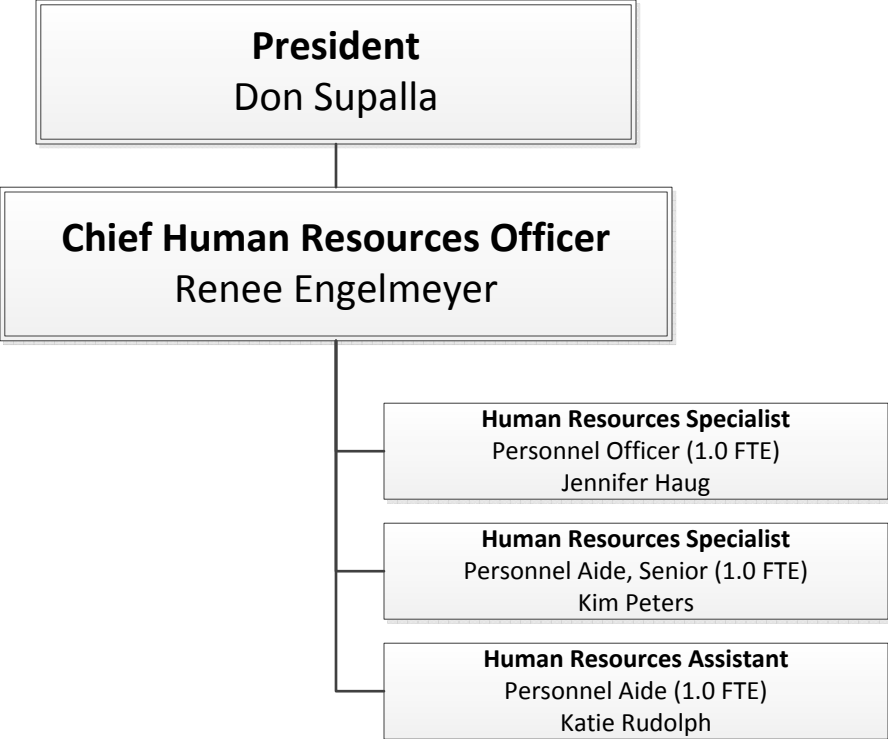 President
Don Supalla
Chief Human Resources Officer
Renee Engelmeyer
Human Resources Specialist
Personnel Officer (1.0 FTE)
Jennifer Haug
Human Resources Specialist
Personnel Aide, Senior (1.0 FTE)
Kim Peters
Human Resources Assistant
Personnel Aide (1.0 FTE)
Katie Rudolph